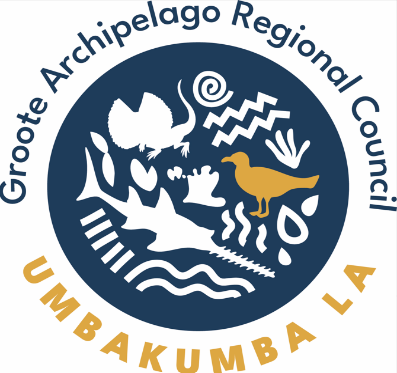 Groote Archipelago Regional Council
UMBAKUMBA LA